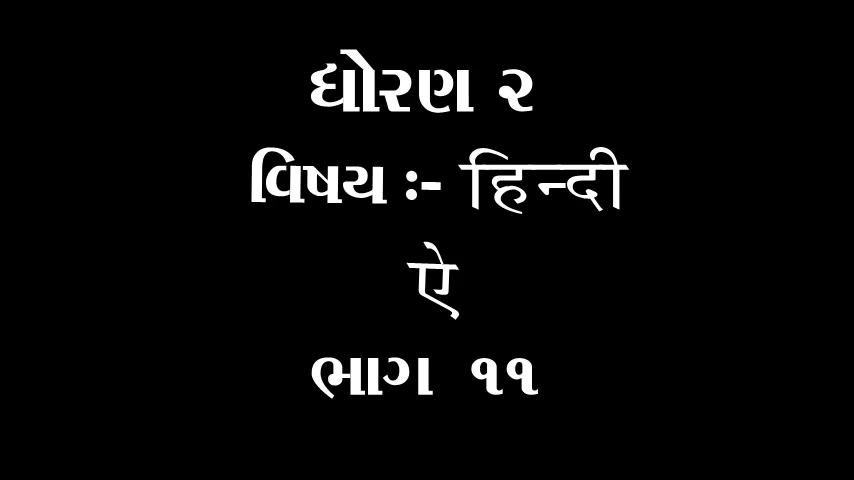 ધોરણ ૨
વિષય :- हिन्दी
ऐ
ભાગ ૧૧